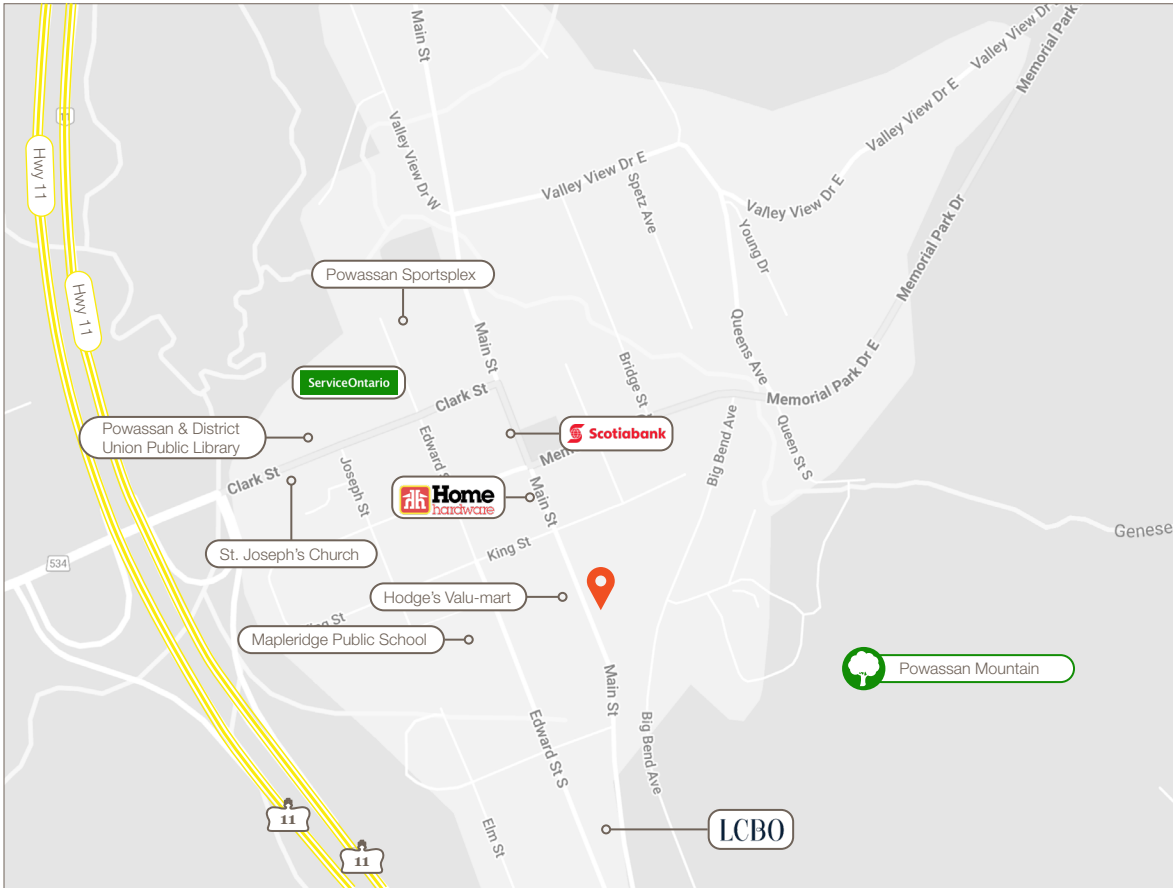 Main St
Valley View Dr E
Memorial Park
Valley View Dr E
11
Hwy 11
Valley View Dr W
Valley View Dr E
Spetz Ave
Valley View Dr E
Young Dr
Memorial Park Dr
Hwy 11
Powassan Sportsplex
Main St
Queens Ave
Bridge St
Memorial Park Dr E
ServiceOntario
Clark St
Powassan & District
Union Public Library
Edward S
Scotiabank
Mem
Big Bend Ave
Queen St S
Clark St
Joseph St
Home
hardware
Main St
Genese
534
St. Joseph's Church
King St
Hodge's Valu-mart
St
Mapleridge Public School
Powassan Mountain
Main St
Edward St S
Big Bend Ave
11
Elm St
LCBO
11